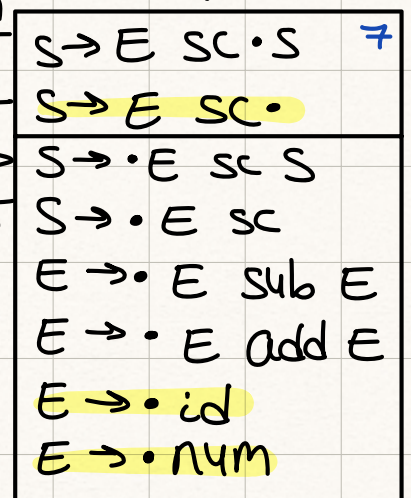 S → E SC · S 7
S → E SC ·
S → · E SC S
S → · E SC
E → · E sub E
E → · E add E
E → · id
E → · num